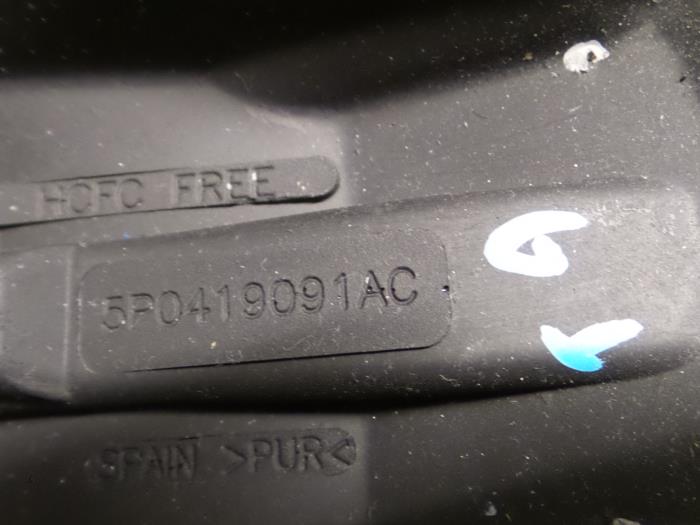 HCFC FREE
5P0419091AC
SPAIN >PUR<
G